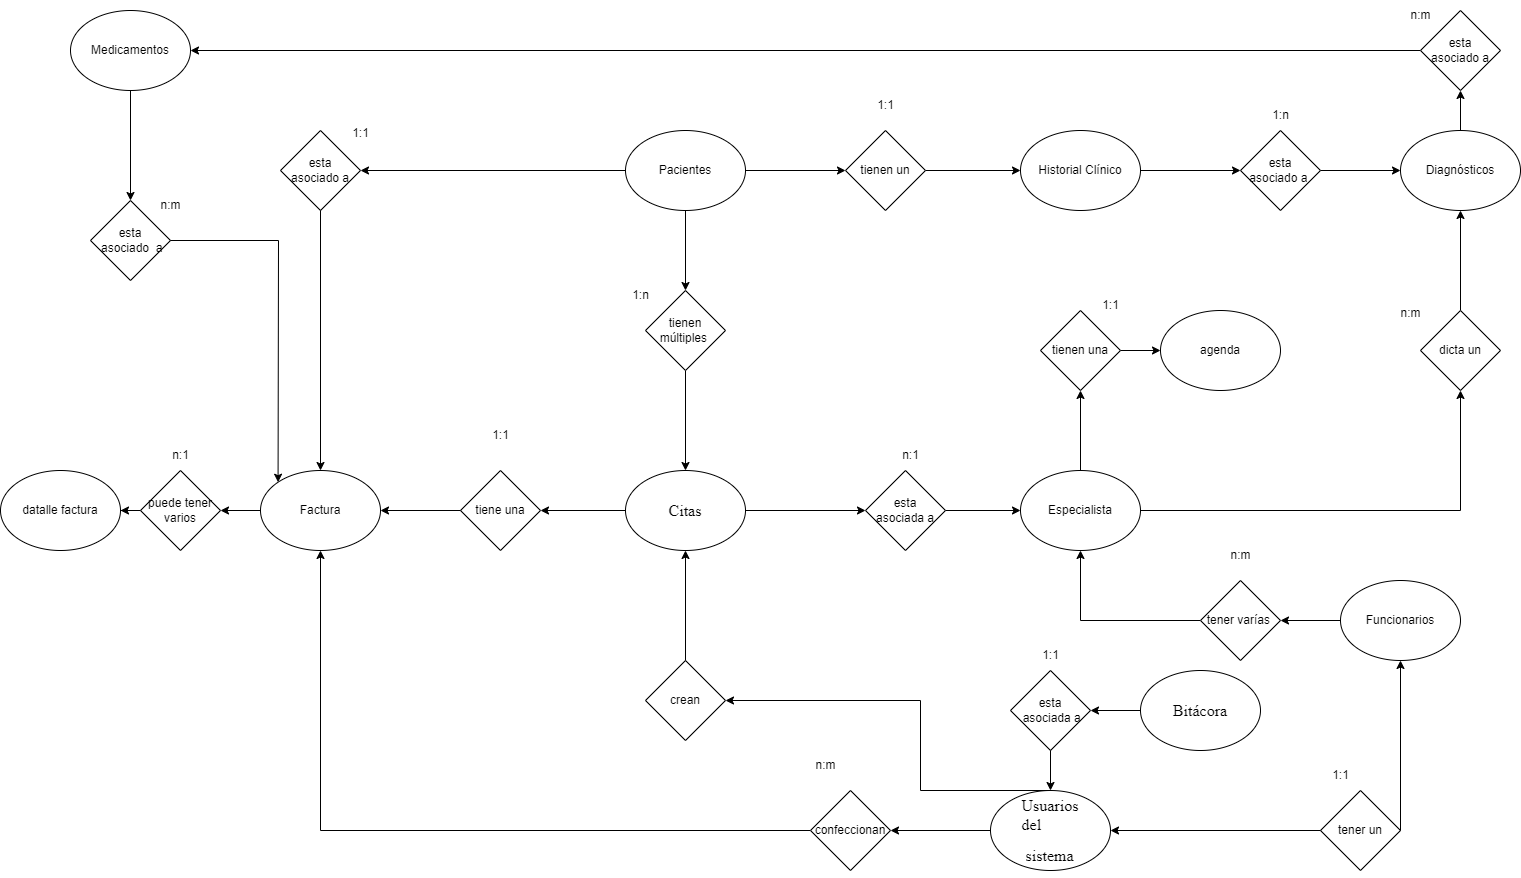 n:m
Medicamentos
esta
asociado a
1:1
1:1
1:n
esta
asociado a
Pacientes
tienen un
Historial Clínico
esta
asociado a
Diagnósticos
n:m
esta
asociado  a
1:n
tienen
múltiples
1:1
tienen una
agenda
n:m
dicta un
n:1
1:1
n:1
datalle factura
puede tener
varios
Factura
tiene una
Citas
esta
asociada a
Especialista
n:m
tener varías
Funcionarios
1:1
crean
esta
asociada a
Bitácora
n:m
1:1
confeccionan
Usuarios
del
sistema
tener un